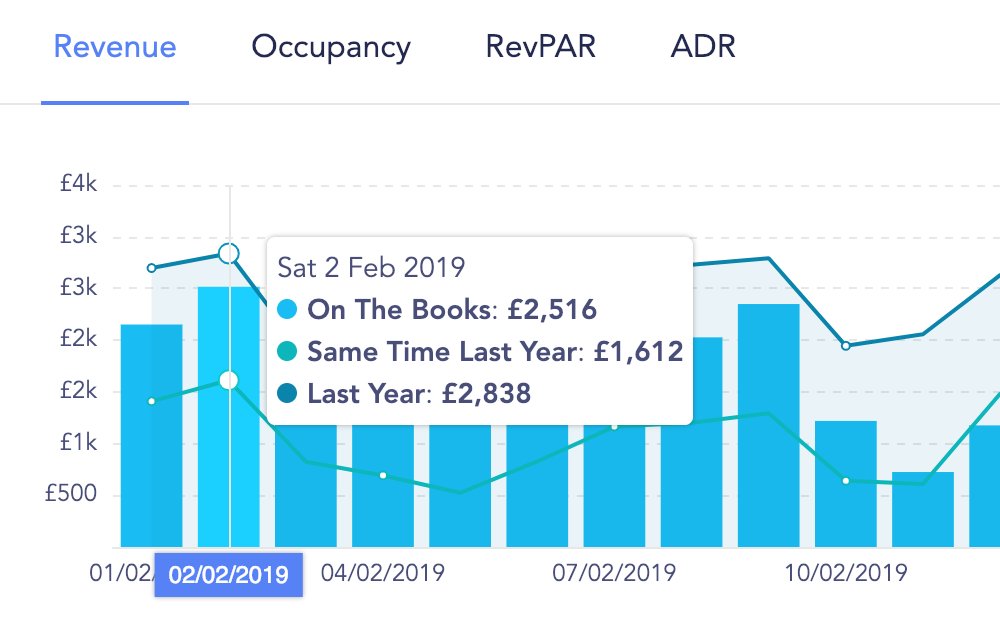 Revenue Occupancy RevPAR ADR
£4k
£3k
£3k
£2k
£2k
£1k
£500
Sat 2 Feb 2019
On The Books: £2,516
Same Time Last Year: £1,612
Last Year: £2,838
01/02/ 02/02/2019 04/02/2019 07/02/2019 10/02/2019